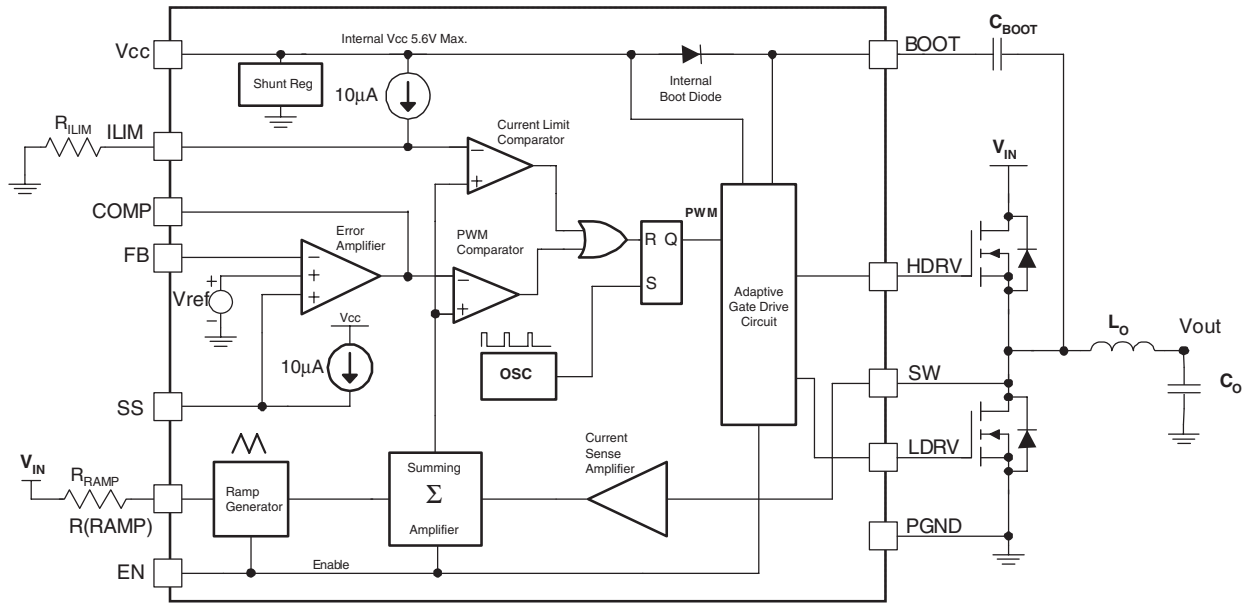 Vcc
Internal Vcc 5.6V Max.
BOOT
C_BOOT
Shunt Reg
10μA
Internal
Boot Diode
R_ILIM
ILIM
Current Limit
Comparator
−
+
V_IN
COMP
FB
Error
Amplifier
−
+
+
PWM
Comparator
−
+
R Q
S
PWM
Adaptive
Gate Drive
Circuit
HDRV
+
Vref
−
Vcc
10μA
OSC
L_O
Vout
SS
SW
C_O
V_IN
R_RAMP
R(RAMP)
Ramp
Generator
Summing
Σ
Amplifier
Current
Sense
Amplifier
LDRV
PGND
EN
Enable